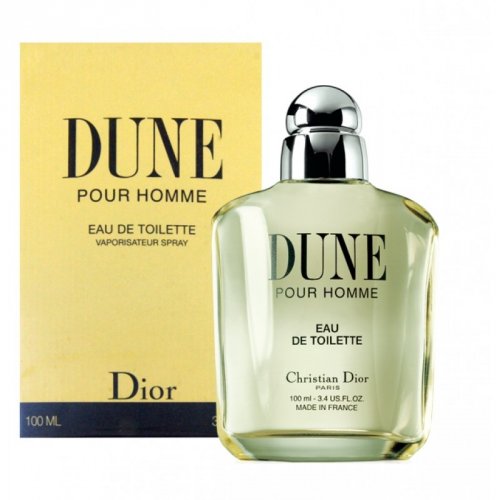 DUNE
POUR HOMME
EAU DE TOILETTE
VAPORISATEUR SPRAY
Dior
100 ML
3
DUNE
POUR HOMME
EAU
DE TOILETTE
Christian Dior
PARIS
100 ml - 3.4 US.FL.OZ.
MADE IN FRANCE